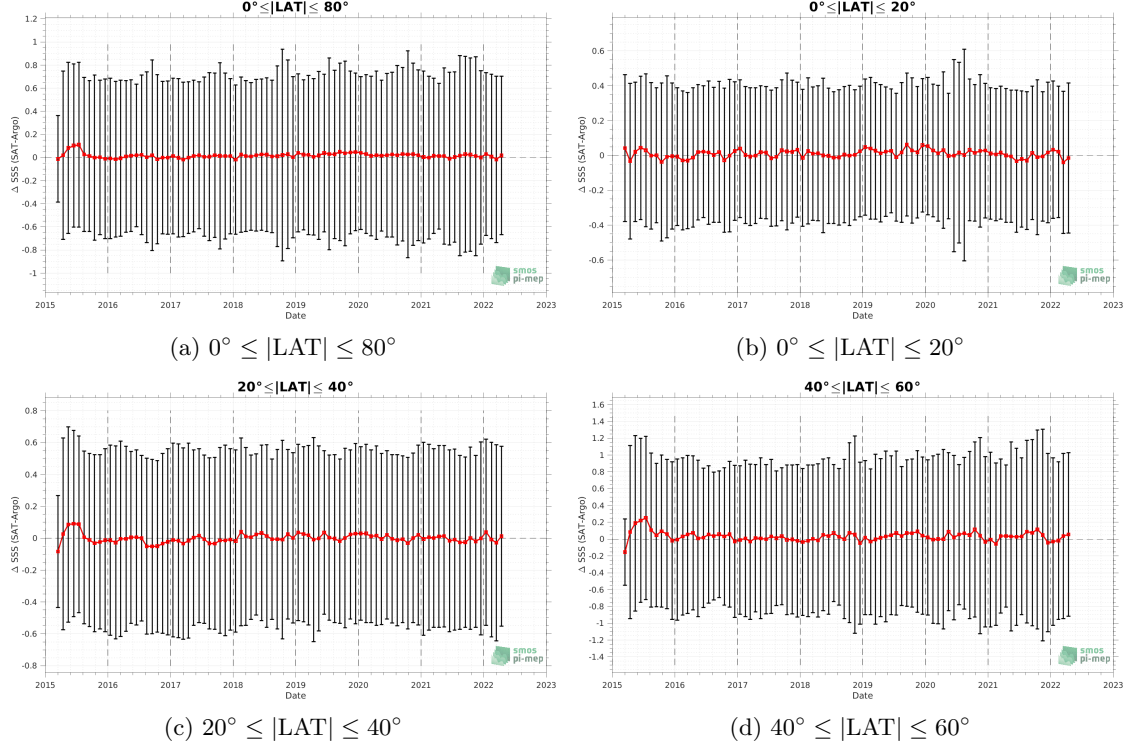 0°≤|LAT|≤ 80°
1.2
1
0.8
0.6
0.4
0.2
0
-0.2
-0.4
-0.6
-0.8
-1
Δ SSS (SAT-Argo)
2015 2016 2017 2018 2019 2020 2021 2022 2023
Date
smos
pi-mep
(a) 0° ≤ |LAT| ≤ 80°
0°≤|LAT|≤ 20°
0.6
0.4
0.2
0
-0.2
-0.4
-0.6
Δ SSS (SAT-Argo)
2015 2016 2017 2018 2019 2020 2021 2022 2023
Date
smos
pi-mep
(b) 0° ≤ |LAT| ≤ 20°
20°≤|LAT|≤ 40°
0.8
0.6
0.4
0.2
0
-0.2
-0.4
-0.6
-0.8
Δ SSS (SAT-Argo)
2015 2016 2017 2018 2019 2020 2021 2022 2023
Date
smos
pi-mep
(c) 20° ≤ |LAT| ≤ 40°
40°≤|LAT|≤ 60°
1.6
1.4
1.2
1
0.8
0.6
0.4
0.2
0
-0.2
-0.4
-0.6
-0.8
-1
-1.2
-1.4
Δ SSS (SAT-Argo)
2015 2016 2017 2018 2019 2020 2021 2022 2023
Date
smos
pi-mep
(d) 40° ≤ |LAT| ≤ 60°